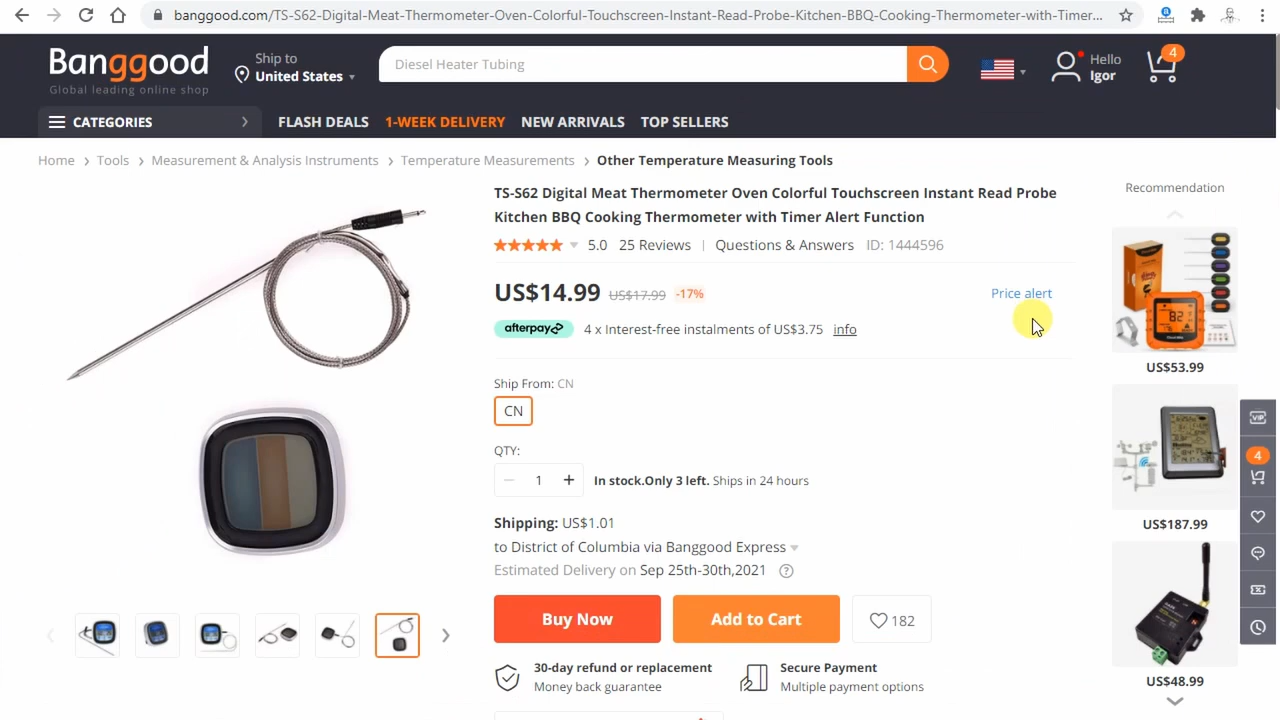 banggood.com/TS-S62-Digital-Meat-Thermometer-Oven-Colorful-Touchscreen-Instant-Read-Probe-Kitchen-BBQ-Cooking-Thermometer-with-Timer...
Banggood
Global leading online shop
Ship to
United States
Diesel Heater Tubing
Hello
Igor
4
CATEGORIES
FLASH DEALS
1-WEEK DELIVERY
NEW ARRIVALS
TOP SELLERS
Home > Tools > Measurement & Analysis Instruments > Temperature Measurements > Other Temperature Measuring Tools
TS-S62 Digital Meat Thermometer Oven Colorful Touchscreen Instant Read Probe
Kitchen BBQ Cooking Thermometer with Timer Alert Function
5.0 25 Reviews | Questions & Answers ID: 1444596
US$14.99 US$17.99 -17%
Price alert
afterpay 4 x Interest-free instalments of US$3.75 info
Ship From: CN
CN
QTY:
− 1 + In stock.Only 3 left. Ships in 24 hours
Shipping: US$1.01
to District of Columbia via Banggood Express
Estimated Delivery on Sep 25th-30th,2021 ?
Buy Now
Add to Cart
182
30-day refund or replacement
Money back guarantee
Secure Payment
Multiple payment options
Recommendation
82
US$53.99
US$187.99
US$48.99
VIP
4